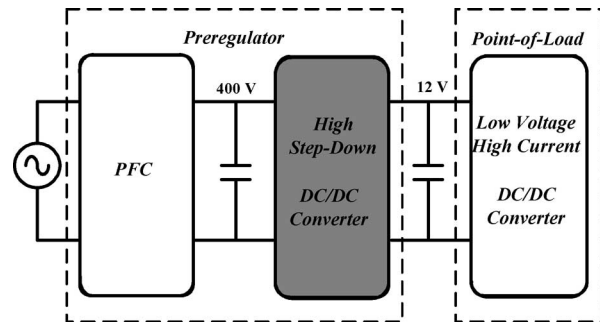 Preregulator
Point-of-Load
400 V
12 V
PFC
High
Step-Down
DC/DC
Converter
Low Voltage
High Current
DC/DC
Converter